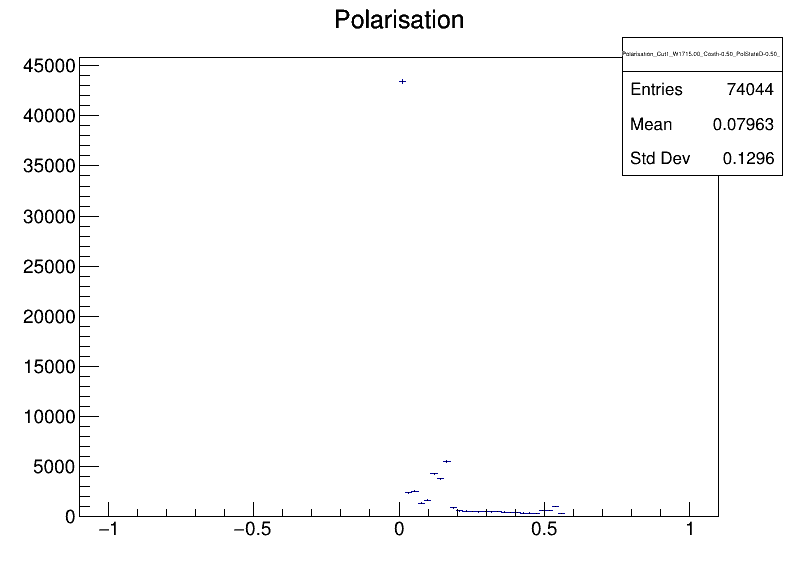 Polarisation
Polarisation_Cut1_W1715.00_Costh-0.50_PolStateD-0.50_
Entries 74044
Mean 0.07963
Std Dev 0.1296
45000
40000
35000
30000
25000
20000
15000
10000
5000
0
−1 −0.5 0 0.5 1